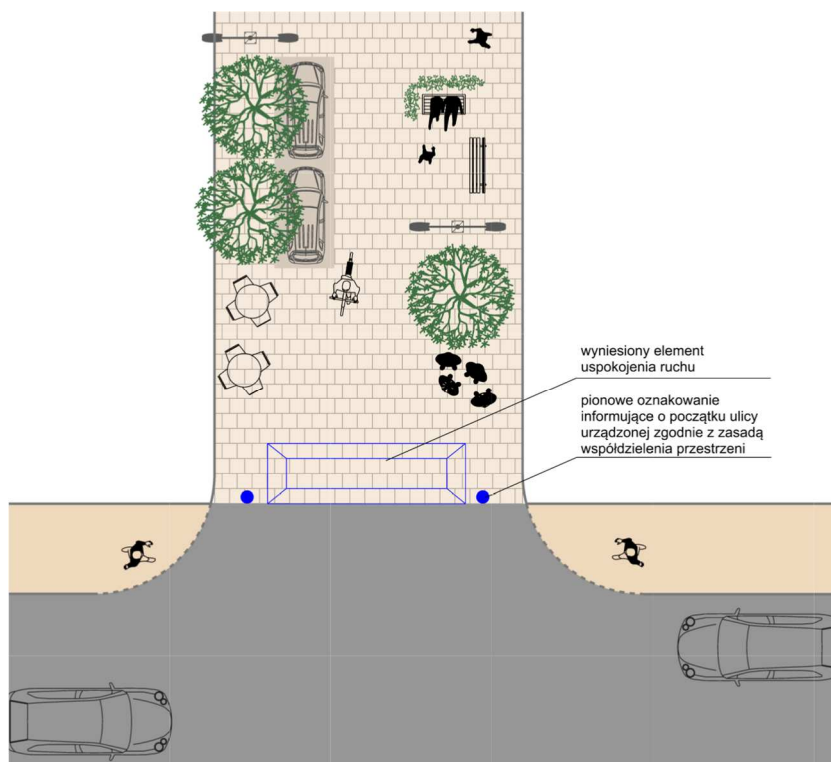 wyniesiony element
uspokojenia ruchu
pionowe oznakowanie
informujące o początku ulicy
urządzonej zgodnie z zasadą
współdzielenia przestrzeni